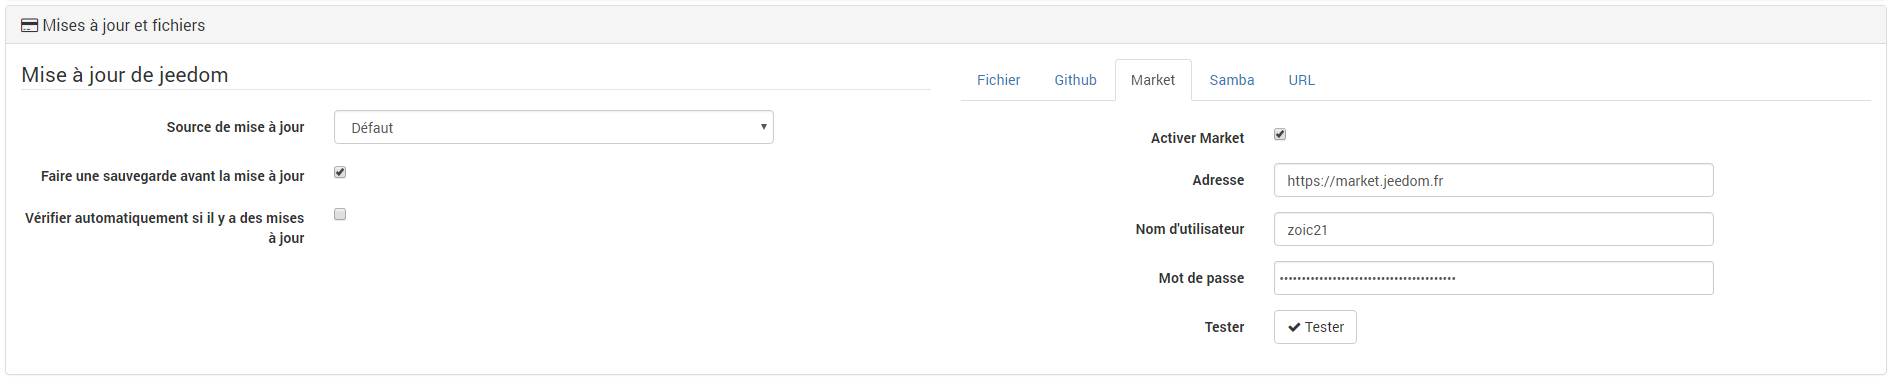 Mises à jour et fichiers
Mise à jour de jeedom
Source de mise à jour
Défaut
Faire une sauvegarde avant la mise à jour
Vérifier automatiquement si il y a des mises
à jour
Fichier Github Market Samba URL
Activer Market
Adresse
https://market.jeedom.fr
Nom d'utilisateur
zoic21
Mot de passe
Tester
Tester